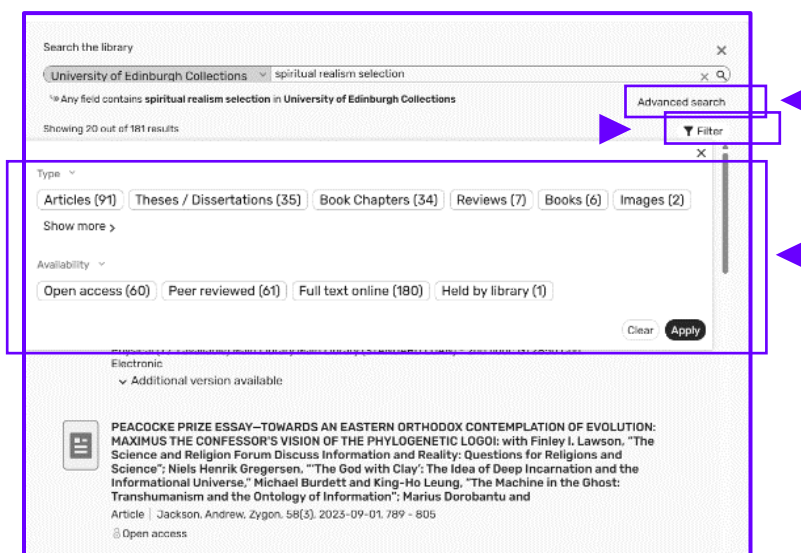 Search the library
University of Edinburgh Collections spiritual realism selection
Any field contains spiritual realism selection in University of Edinburgh Collections
Advanced search
Showing 20 out of 181 results
Filter
Type
Articles (91) Theses / Dissertations (35) Book Chapters (34) Reviews (7) Books (6) Images (2)
Show more
Availability
Open access (60) Peer reviewed (61) Full text online (180) Held by library (1)
Clear Apply
Electronic
Additional version available
PEACOCKE PRIZE ESSAY—TOWARDS AN EASTERN ORTHODOX CONTEMPLATION OF EVOLUTION:
MAXIMUS THE CONFESSOR'S VISION OF THE PHYLOGENETIC LOGOI: with Finley I. Lawson, "The
Science and Religion Forum Discuss Information and Reality: Questions for Religions and
Science"; Niels Henrik Gregersen, "'The God with Clay': The Idea of Deep Incarnation and the
Informational Universe," Michael Burdett and King-Ho Leung, "The Machine in the Ghost:
Transhumanism and the Ontology of Information"; Marius Dorobantu and
Article | Jackson, Andrew, Zygon, 58(3), 2023-09-01, 789 - 805
Open access